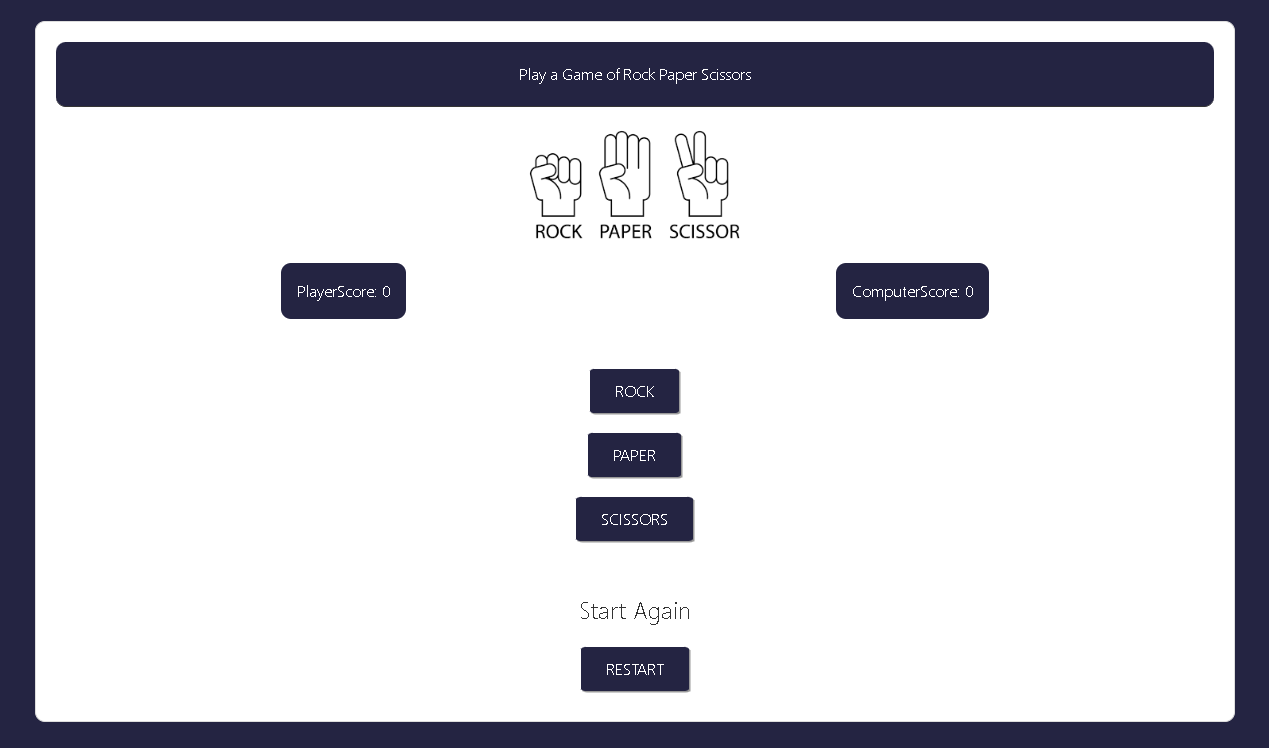 Play a Game of Rock Paper Scissors
ROCK PAPER SCISSOR
PlayerScore: 0 ComputerScore: 0
ROCK
PAPER
SCISSORS
Start Again
RESTART